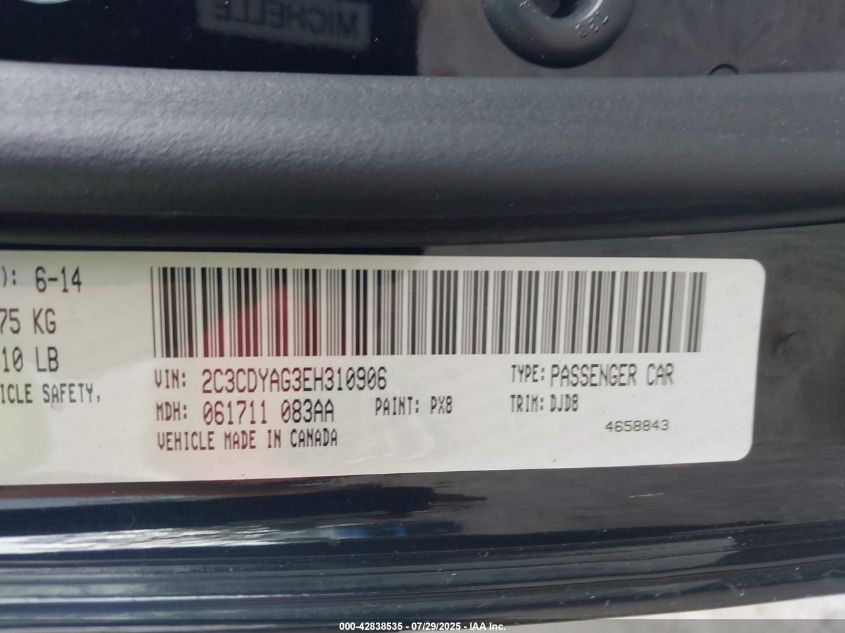 MICHELLE
): 6-14
75 KG
10 LB
ICLE SAFETY,
VIN: 2C3CDYAG3EH310906
TYPE: PASSENGER CAR
MDH: 061711 083AA PAINT: PX8 TRIM: DJD8
VEHICLE MADE IN CANADA
4658843
000-42838535 - 07/29/2025 - IAA Inc.